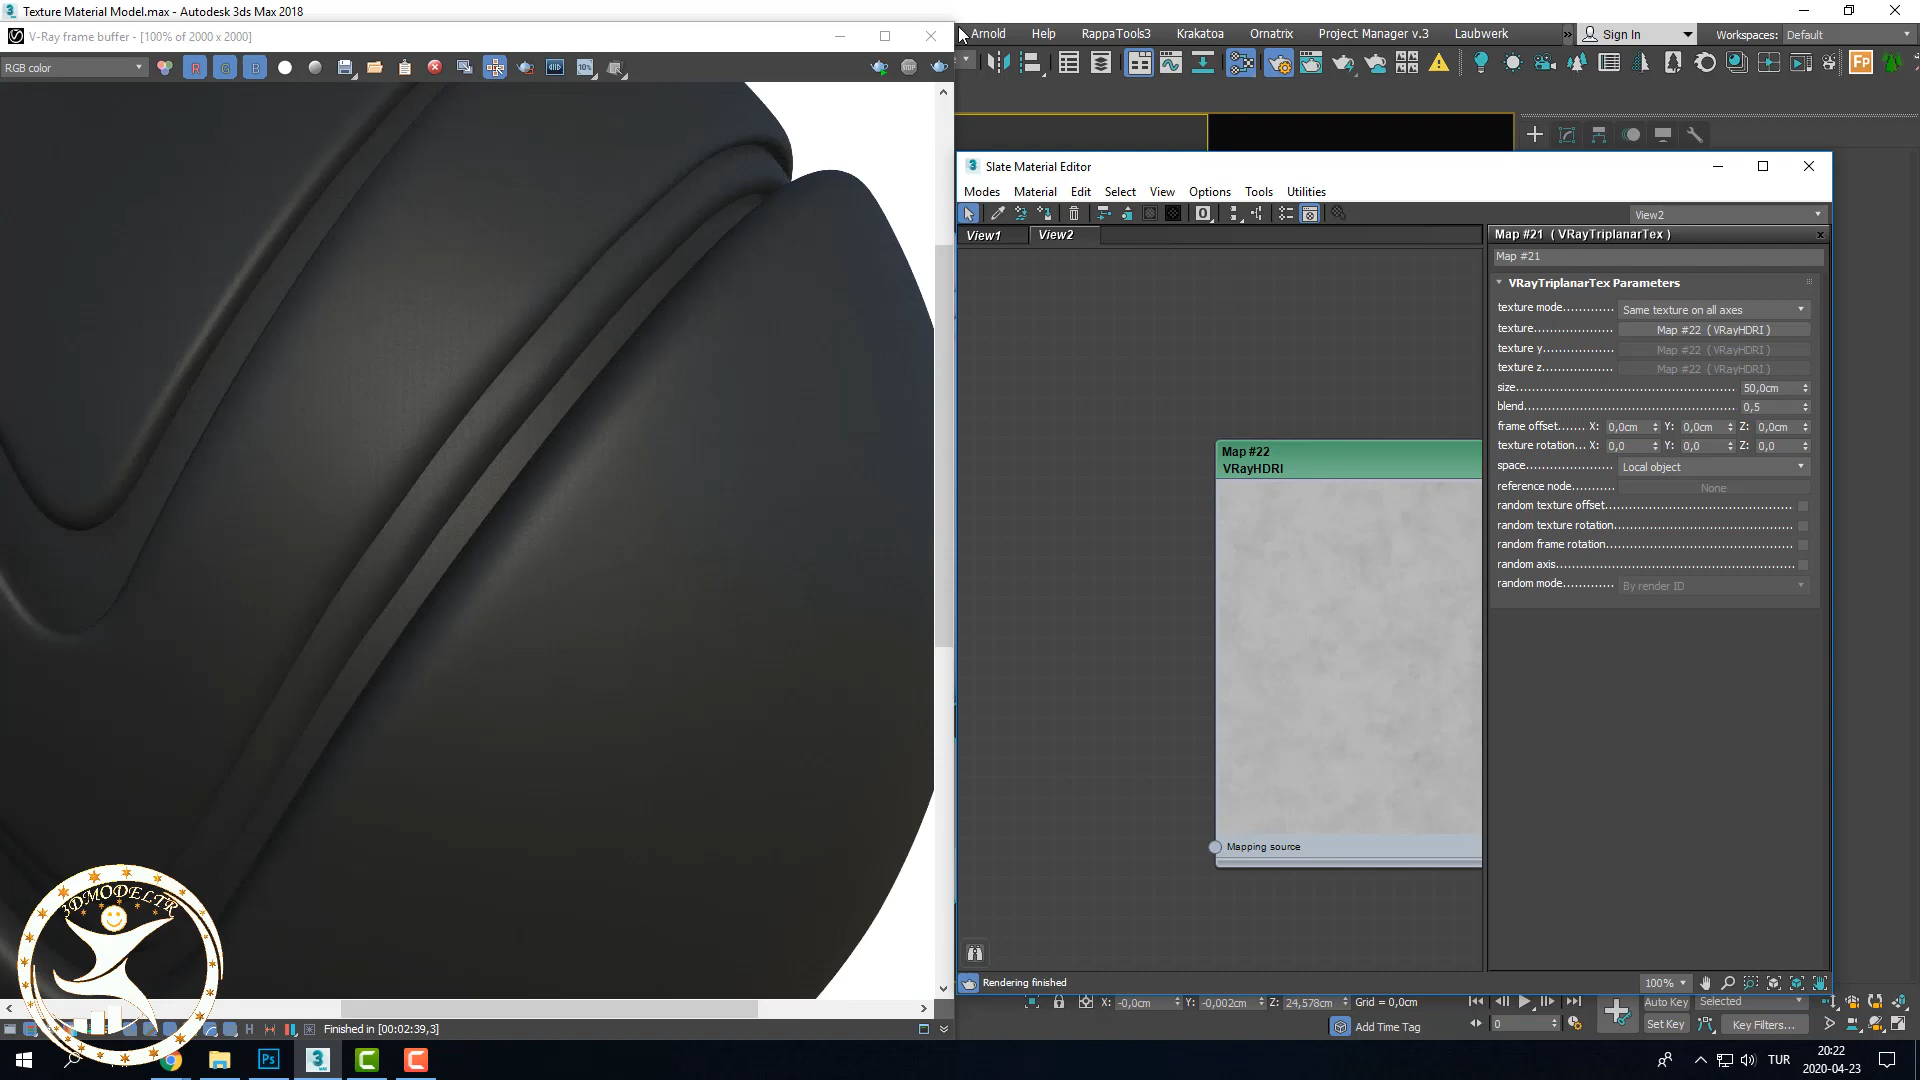 Texture Material Model.max - Autodesk 3ds Max 2018
V-Ray frame buffer - [100% of 2000 x 2000]
Arnold Help RappaTools3 Krakatoa Ornatrix Project Manager v.3 Laubwerk » Sign In Workspaces: Default
RGB color
R G B
Slate Material Editor
Modes Material Edit Select View Options Tools Utilities
View2
View1 View2
Map #21 ( VRayTriplanarTex )
Map #21
VRayTriplanarTex Parameters
texture mode............. Same texture on all axes
texture................. Map #22 ( VRayHDRI )
texture y................. Map #22 ( VRayHDRI )
texture z................. Map #22 ( VRayHDRI )
size................. 50,0cm
blend................. 0,5
frame offset....... X: 0,0cm Y: 0,0cm Z: 0,0cm
texture rotation... X: 0,0 Y: 0,0 Z: 0,0
space................. Local object
reference node.......... None
random texture offset.................
random texture rotation.................
random frame rotation.................
random axis.................
random mode............. By render ID
Map #22
VRayHDRI
Mapping source
Rendering finished
100%
X: -0,0cm Y: -0,002cm Z: 24,578cm Grid = 0,0cm
Auto Key Selected
Add Time Tag
0
Set Key Key Filters...
Finished in [00:02:39,3]
3DMODELTR
Ps
TUR
20:22
2020-04-23